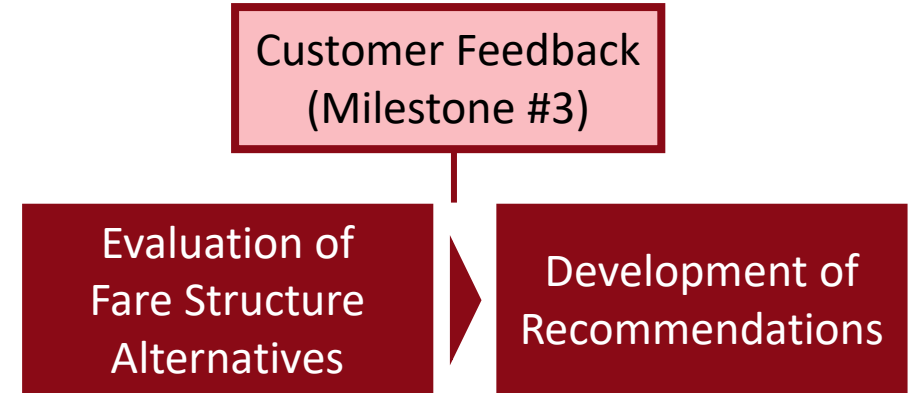 Customer Feedback
(Milestone #3)
Evaluation of
Fare Structure
Alternatives
Development of
Recommendations